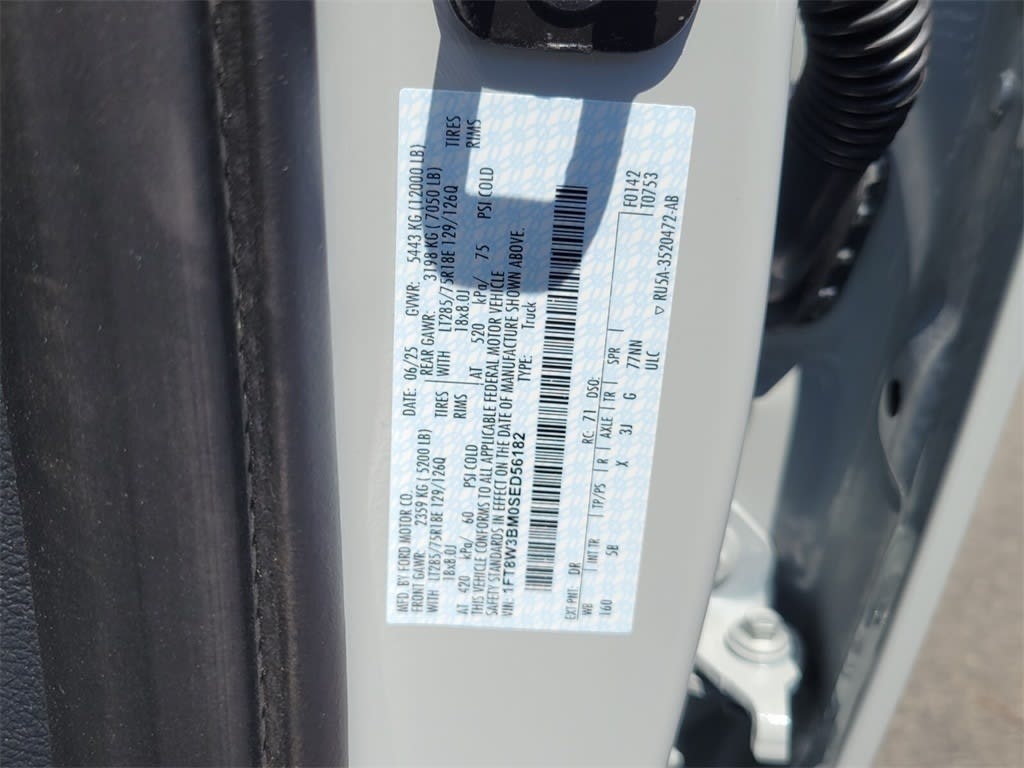 MFD. BY FORD MOTOR CO. DATE: 06/25 GVWR: 5443 KG (12000 LB)
FRONT GAWR: 2359 KG (5200 LB) REAR GAWR: 3198 KG (7050 LB)
WITH LT285/75R18E 129/126Q TIRES WITH LT285/75R18E 129/126Q TIRES
18x8.0J RIMS 18x8.0J RIMS
AT 420 kPa/ 60 PSI COLD AT 520 kPa/ 75 PSI COLD
THIS VEHICLE CONFORMS TO ALL APPLICABLE FEDERAL MOTOR VEHICLE
SAFETY STANDARDS IN EFFECT ON THE DATE OF MANUFACTURE SHOWN ABOVE.
VIN: 1FT8W3BM0SED56182 TYPE: Truck
EXT PNT: DR RC: 71 DSO: F0142
WB INT TR TP/PS R AXLE TR SPR T0753
160 5B X 3J G 77NN
ULC
▽ RU5A-3520472-AB